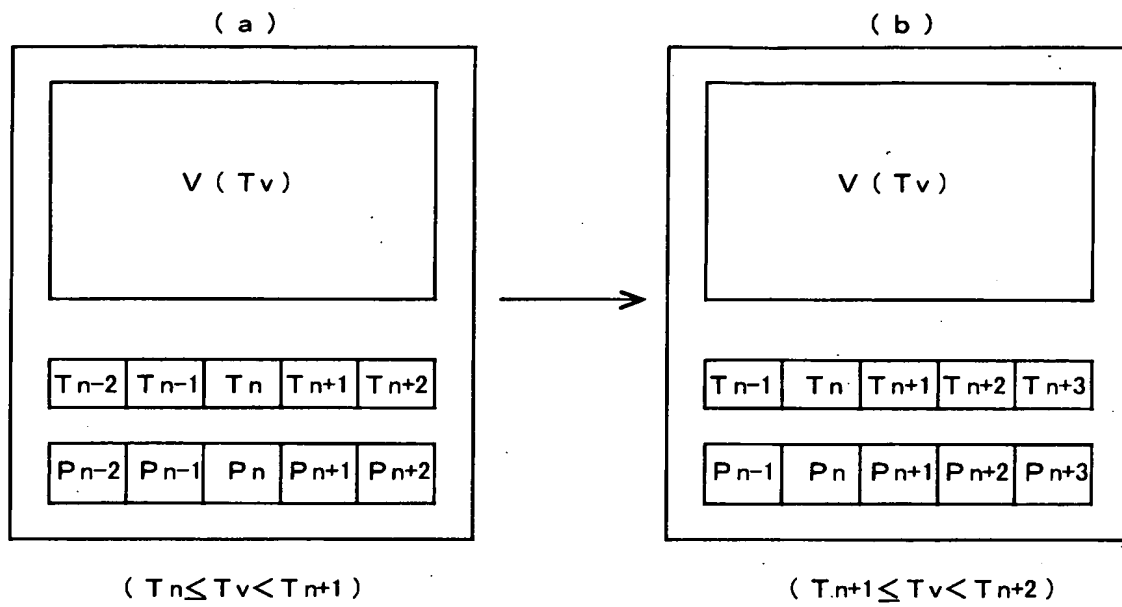 (a)
V(Tv)
Tn-2 Tn-1 Tn Tn+1 Tn+2
Pn-2 Pn-1 Pn Pn+1 Pn+2
(Tn≤Tv<Tn+1)
(b)
V(Tv)
Tn-1 Tn Tn+1 Tn+2 Tn+3
Pn-1 Pn Pn+1 Pn+2 Pn+3
(Tn+1≤Tv<Tn+2)